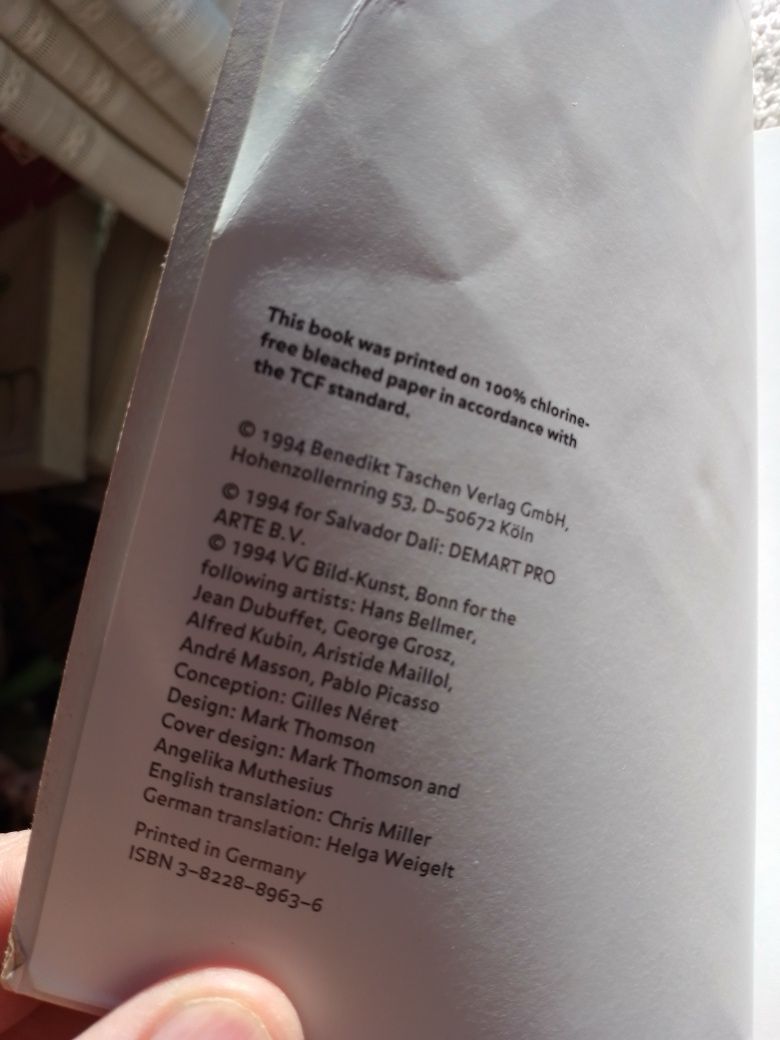 This book was printed on 100% chlorine-
free bleached paper in accordance with
the TCF standard.
© 1994 Benedikt Taschen Verlag GmbH,
Hohenzollernring 53, D–50672 Köln
© 1994 for Salvador Dali: DEMART PRO
ARTE B.V.
© 1994 VG Bild-Kunst, Bonn for the
following artists: Hans Bellmer,
Jean Dubuffet, George Grosz,
Alfred Kubin, Aristide Maillol,
André Masson, Pablo Picasso
Conception: Gilles Néret
Design: Mark Thomson
Cover design: Mark Thomson and
Angelika Muthesius
English translation: Chris Miller
German translation: Helga Weigelt
Printed in Germany
ISBN 3–8228–8963–6